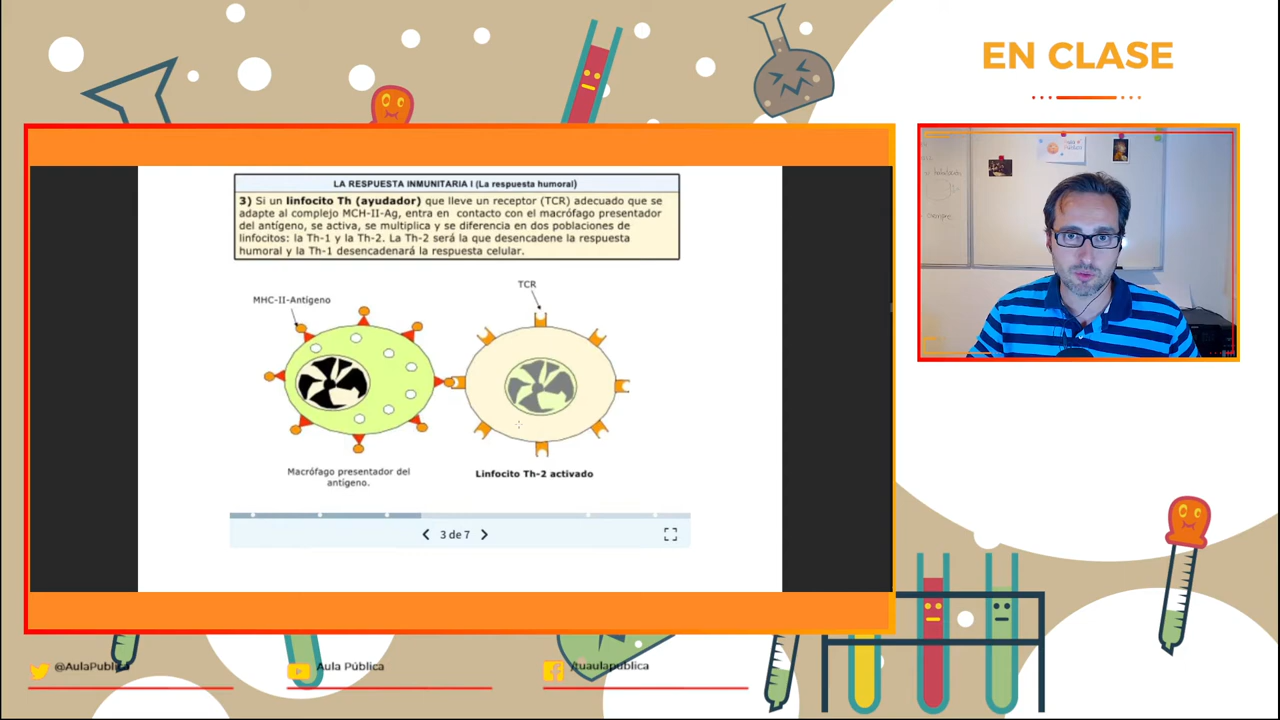 EN CLASE
LA RESPUESTA INMUNITARIA I (La respuesta humoral)
3) Si un linfocito Th (ayudador) que lleve un receptor (TCR) adecuado que se
adapte al complejo MCH-II-Ag, entra en contacto con el macrófago presentador
del antígeno, se activa, se multiplica y se diferencia en dos poblaciones de
linfocitos: la Th-1 y la Th-2. La Th-2 será la que desencadene la respuesta
humoral y la Th-1 desencadenará la respuesta celular.
TCR
MHC-II-Antígeno
Macrófago presentador del
antígeno.
Linfocito Th-2 activado
3 de 7
@AulaPublica
Aula Pública
/tuaulapublica